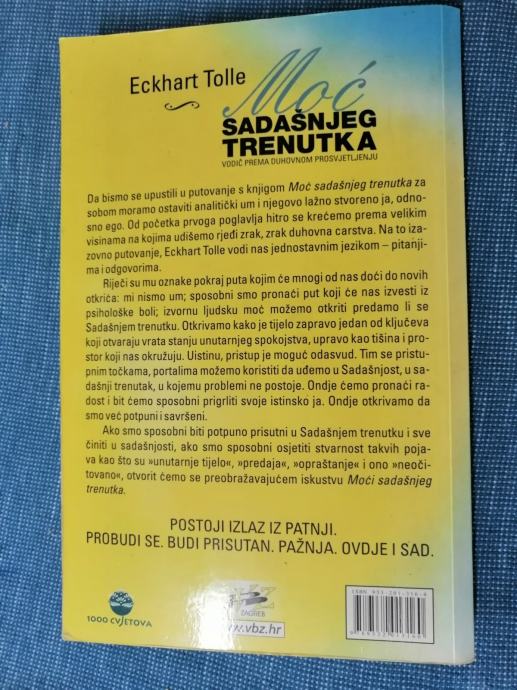 Eckhart Tolle
Moć
SADAŠNJEG
TRENUTKA
VODIČ PREMA DUHOVNOM PROSVJETLJENJU
Da bismo se upustili u putovanje s knjigom Moć sadašnjeg trenutka za
sobom moramo ostaviti analitički um i njegovo lažno stvoreno ja, odno-
sno ego. Od početka prvoga poglavlja hitro se krećemo prema velikim
visinama na kojima udišemo rjeđi zrak, zrak duhovna carstva. Na to iza-
zovno putovanje, Eckhart Tolle vodi nas jednostavnim jezikom – pitanji-
ma i odgovorima.
Riječi su mu oznake pokraj puta kojim će mnogi od nas doći do novih
otkrića: mi nismo um; sposobni smo pronaći put koji će nas izvesti iz
psihološke boli; izvornu ljudsku moć možemo otkriti predamo li se
Sadašnjem trenutku. Otkrivamo kako je tijelo zapravo jedan od ključeva
koji otvaraju vrata stanju unutarnjeg spokojstva, upravo kao tišina i pro-
stor koji nas okružuju. Uistinu, pristup je moguć odasvud. Tim se pristu-
pnim točkama, portalima možemo koristiti da uđemo u Sadašnjost, u sa-
dašnji trenutak, u kojemu problemi ne postoje. Ondje ćemo pronaći ra-
dost i bit ćemo sposobni prigrliti svoje istinsko ja. Ondje otkrivamo da
smo već potpuni i savršeni.
Ako smo sposobni biti potpuno prisutni u Sadašnjem trenutku i sve
činiti u sadašnjosti, ako smo sposobni osjetiti stvarnost takvih poja-
va kao što su »unutarnje tijelo«, »predaja«, »opraštanje« i ono »neoči-
tovano«, otvorit ćemo se preobražavajućem iskustvu Moći sadašnjeg
trenutka.
POSTOJI IZLAZ IZ PATNJI.
PROBUDI SE. BUDI PRISUTAN. PAŽNJA. OVDJE I SAD.
1000 CVJETOVA
ZAGREB
www.vbz.hr